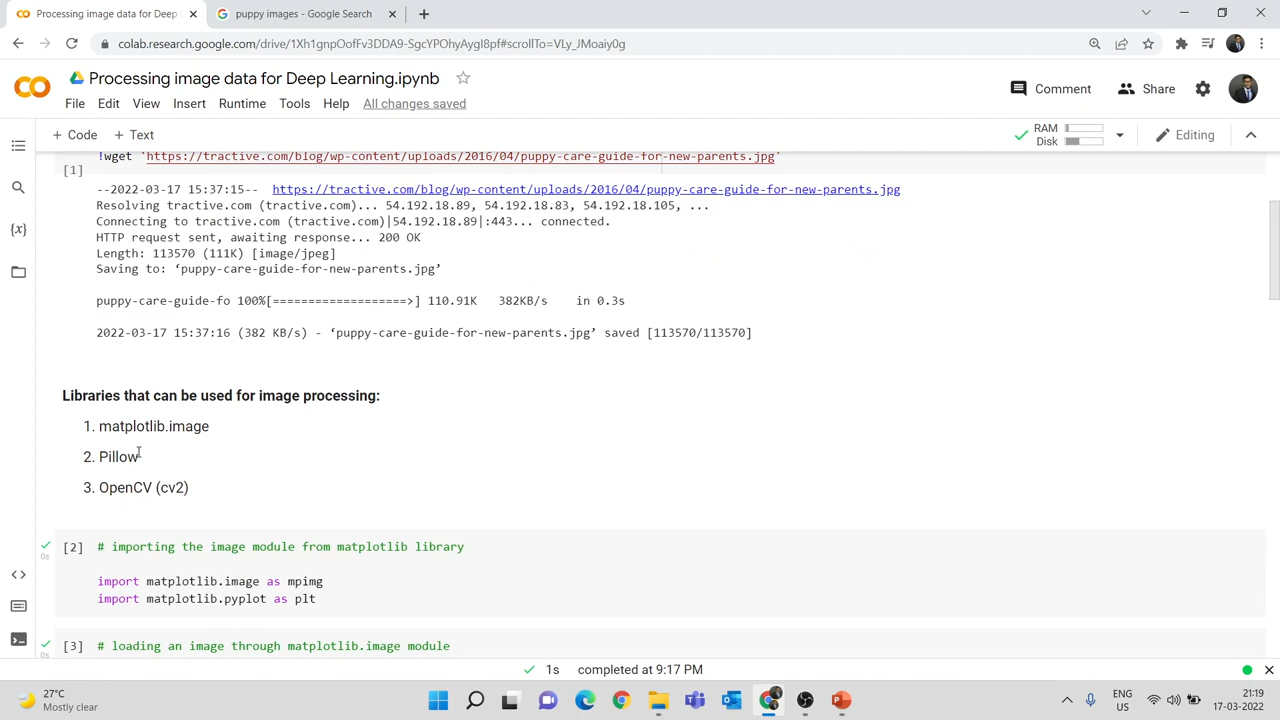 Processing image data for Deep
puppy images - Google Search
colab.research.google.com/drive/1Xh1gnpOofFv3DDA9-SgcYPOhyAygI8pf#scrollTo=VLy_JMoaiy0g
Processing image data for Deep Learning.ipynb
Comment
Share
File Edit View Insert Runtime Tools Help All changes saved
+ Code + Text
RAM
Disk
Editing
!wget 'https://tractive.com/blog/wp-content/uploads/2016/04/puppy-care-guide-for-new-parents.jpg'
[1]
--2022-03-17 15:37:15-- https://tractive.com/blog/wp-content/uploads/2016/04/puppy-care-guide-for-new-parents.jpg
Resolving tractive.com (tractive.com)... 54.192.18.89, 54.192.18.83, 54.192.18.105, ...
Connecting to tractive.com (tractive.com)|54.192.18.89|:443... connected.
HTTP request sent, awaiting response... 200 OK
Length: 113570 (111K) [image/jpeg]
Saving to: ‘puppy-care-guide-for-new-parents.jpg’
puppy-care-guide-fo 100%[===================>] 110.91K 382KB/s in 0.3s
2022-03-17 15:37:16 (382 KB/s) - ‘puppy-care-guide-for-new-parents.jpg’ saved [113570/113570]
Libraries that can be used for image processing:
1. matplotlib.image
2. Pillow
3. OpenCV (cv2)
[2] # importing the image module from matplotlib library
0s
import matplotlib.image as mpimg
import matplotlib.pyplot as plt
[3] # loading an image through matplotlib.image module
0s
1s completed at 9:17 PM
27°C
Mostly clear
ENG
US
21:19
17-03-2022